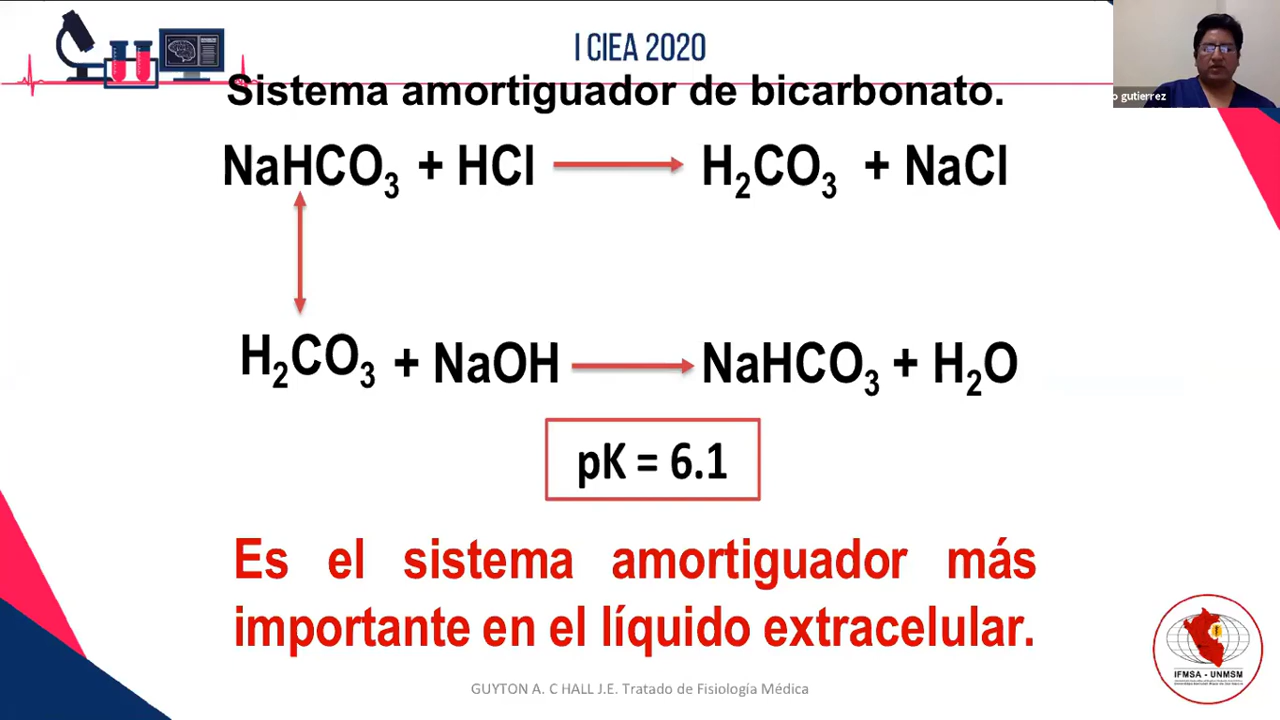 I CIEA 2020
Sistema amortiguador de bicarbonato.
NaHCO₃ + HCl → H₂CO₃ + NaCl
H₂CO₃ + NaOH → NaHCO₃ + H₂O
pK = 6.1
Es el sistema amortiguador más
importante en el líquido extracelular.
GUYTON A. C HALL J.E. Tratado de Fisiología Médica
o gutierrez
IFMSA - UNMSM